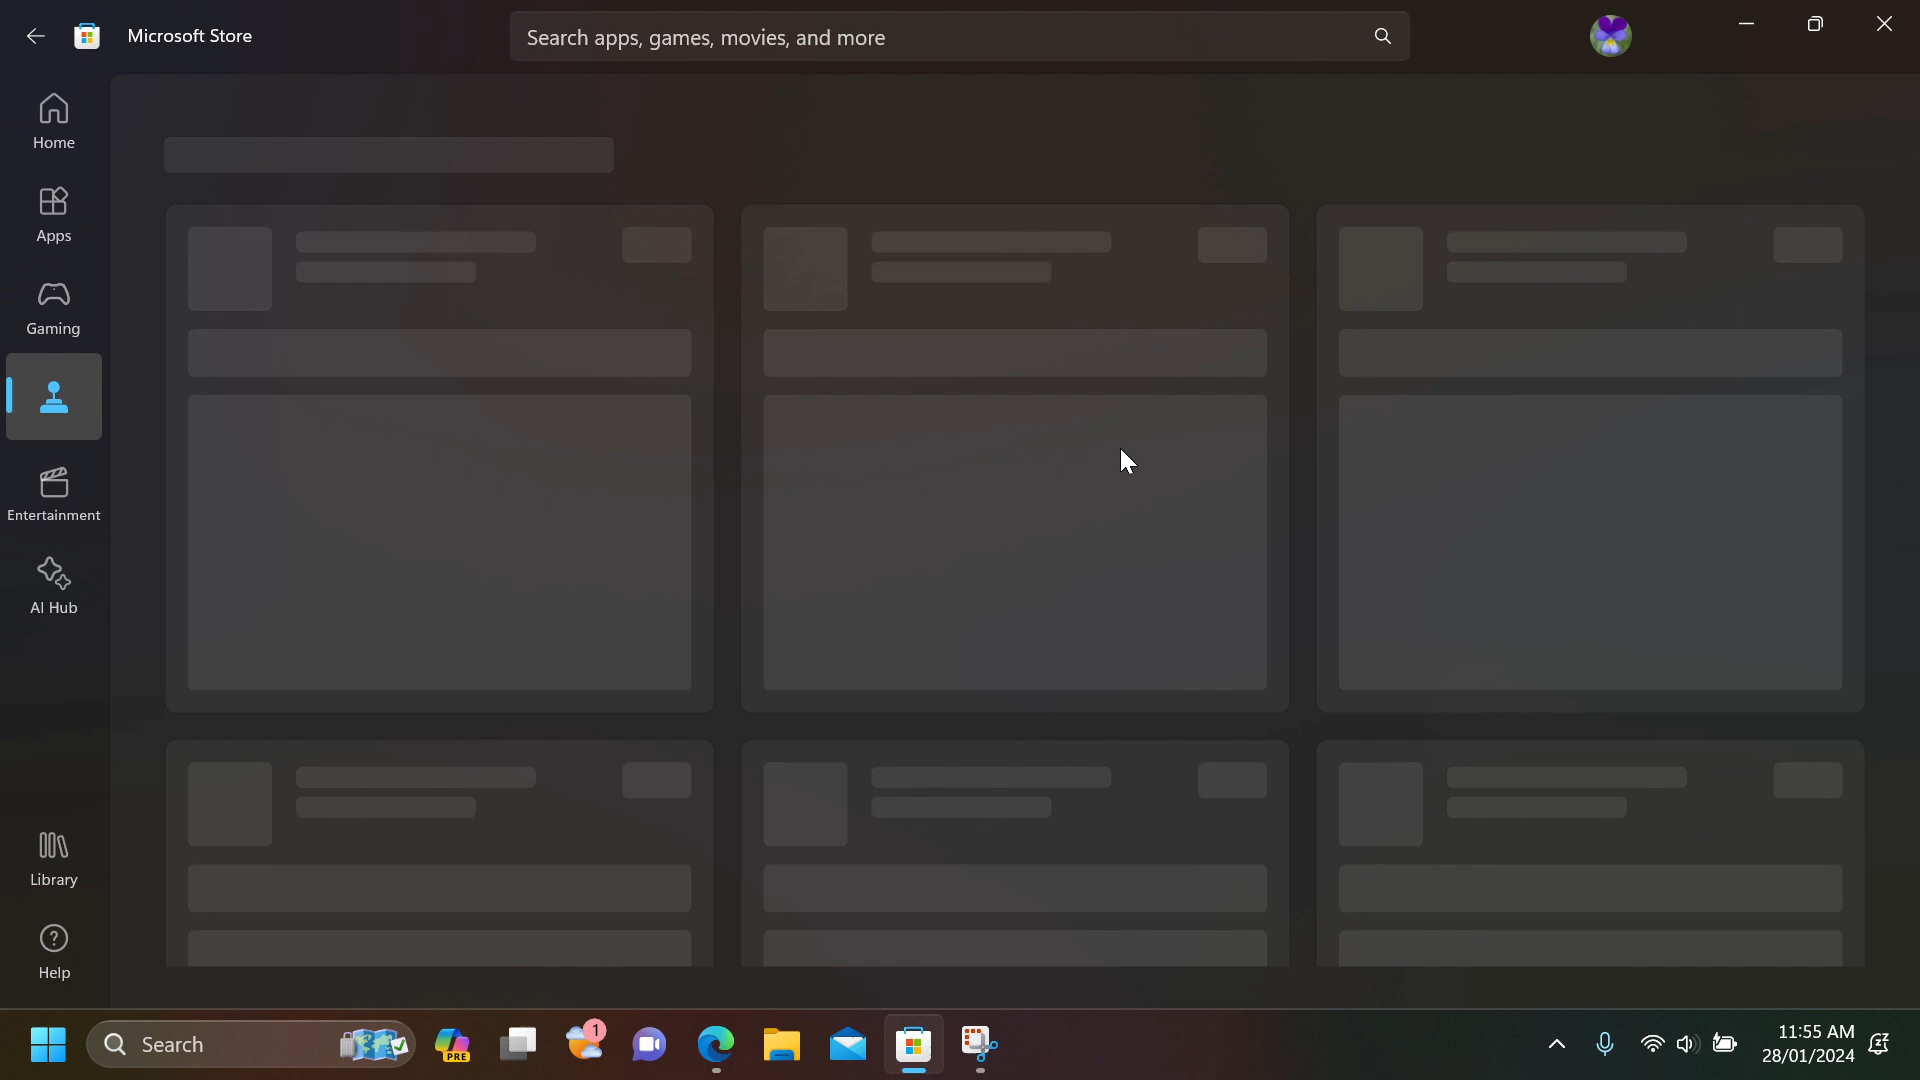 Microsoft Store
Search apps, games, movies, and more
Home
Apps
Gaming
Entertainment
AI Hub
Library
Help
Search
PRE
1
11:55 AM
28/01/2024